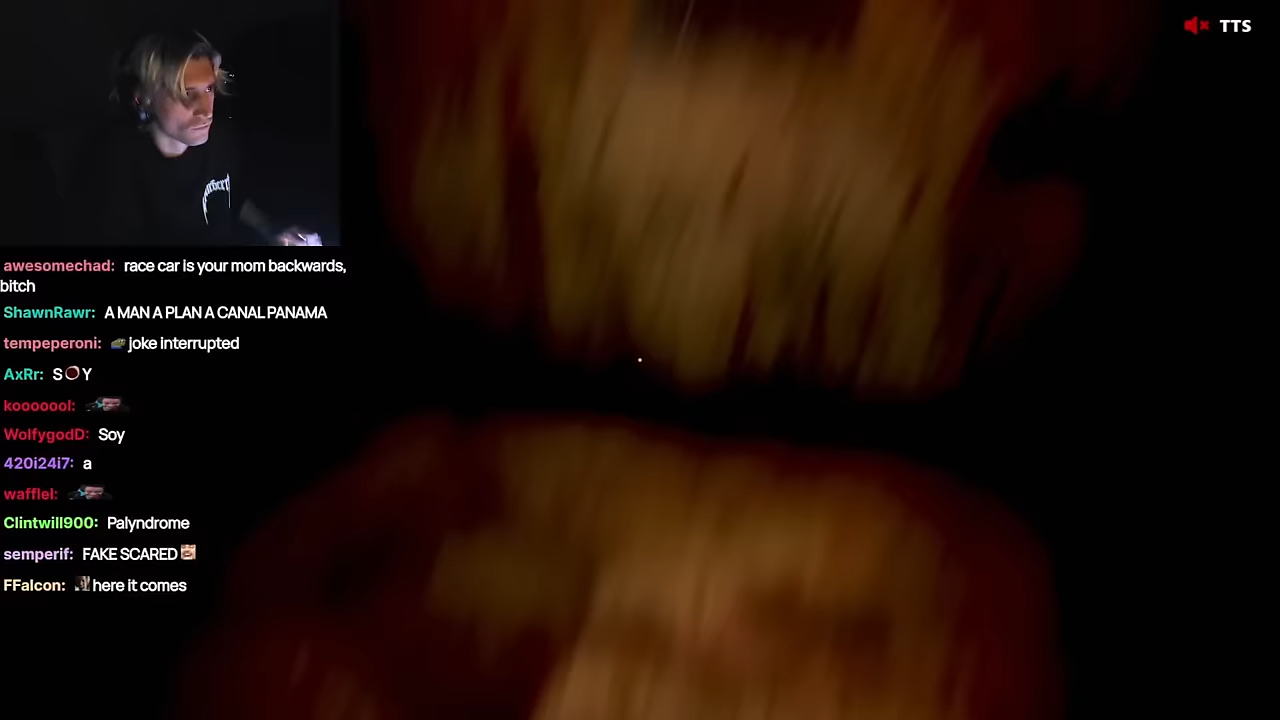 TTS
awesomechad: race car is your mom backwards,
bitch
ShawnRawr: A MAN A PLAN A CANAL PANAMA
tempeperoni: joke interrupted
AxRr: S Y
kooooool:
WolfygodD: Soy
420i24i7: a
wafflel:
Clintwill900: Palyndrome
semperif: FAKE SCARED
FFalcon: here it comes